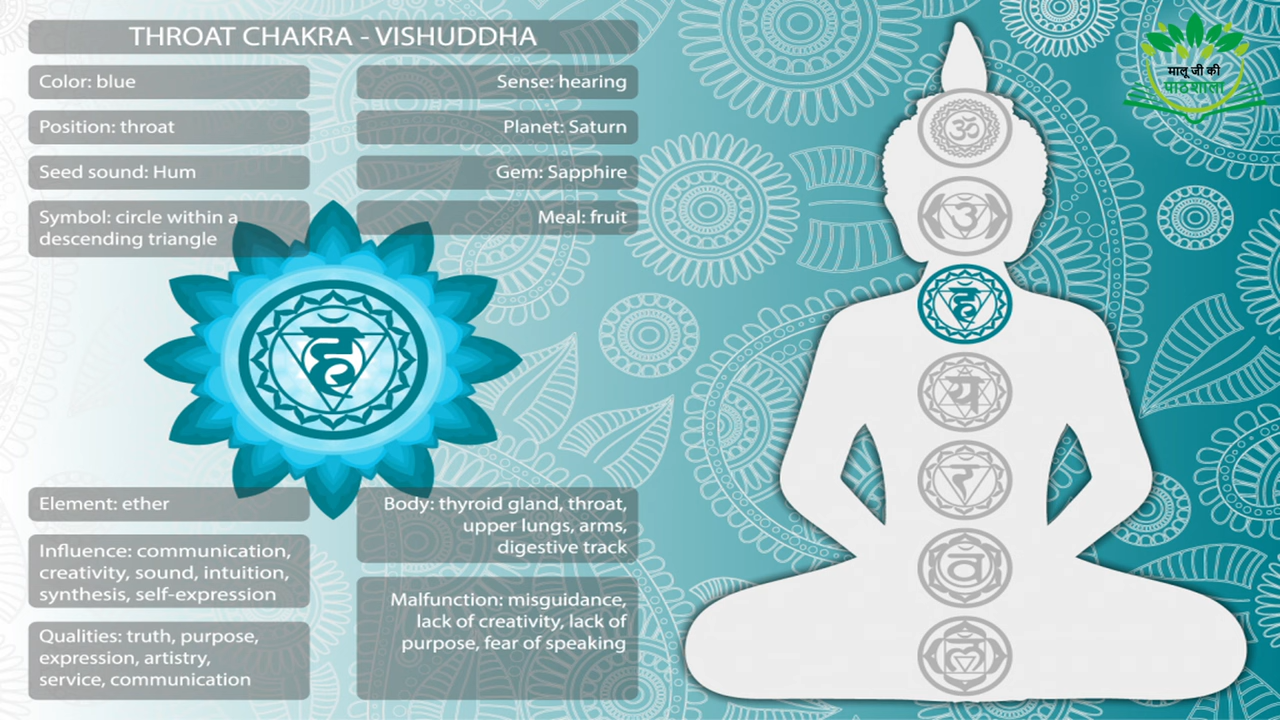 THROAT CHAKRA - VISHUDDHA
Color: blue
Sense: hearing
Position: throat
Planet: Saturn
Seed sound: Hum
Gem: Sapphire
Symbol: circle within a
descending triangle
Meal: fruit
Element: ether
Body: thyroid gland, throat,
upper lungs, arms,
digestive track
Influence: communication,
creativity, sound, intuition,
synthesis, self-expression
Malfunction: misguidance,
lack of creativity, lack of
purpose, fear of speaking
Qualities: truth, purpose,
expression, artistry,
service, communication
मालू जी की
पाठशाला
ह
ॐ
ह
य
र